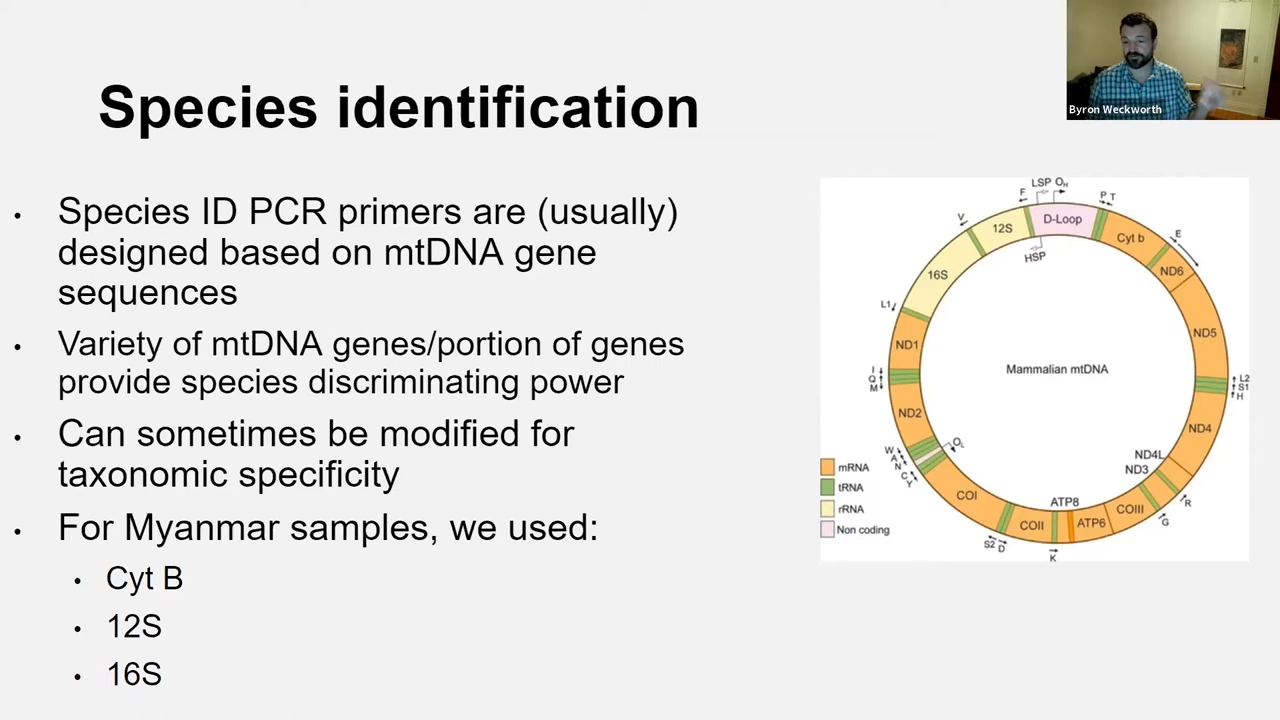 Species identification
Byron Weckworth
• Species ID PCR primers are (usually)
designed based on mtDNA gene
sequences
• Variety of mtDNA genes/portion of genes
provide species discriminating power
• Can sometimes be modified for
taxonomic specificity
• For Myanmar samples, we used:
• Cyt B
• 12S
• 16S
LSP OH
F
P T
V
12S
D-Loop
Cyt b
E
HSP
ND6
16S
L1
ND1
ND5
Mammalian mtDNA
I
Q
M
L2
S1
H
ND2
ND4
W
A
N
C
Y
OL
ND4L
ND3
COI
R
ATP8
COIII
G
COII
ATP6
S2 D
K
mRNA
tRNA
rRNA
Non coding